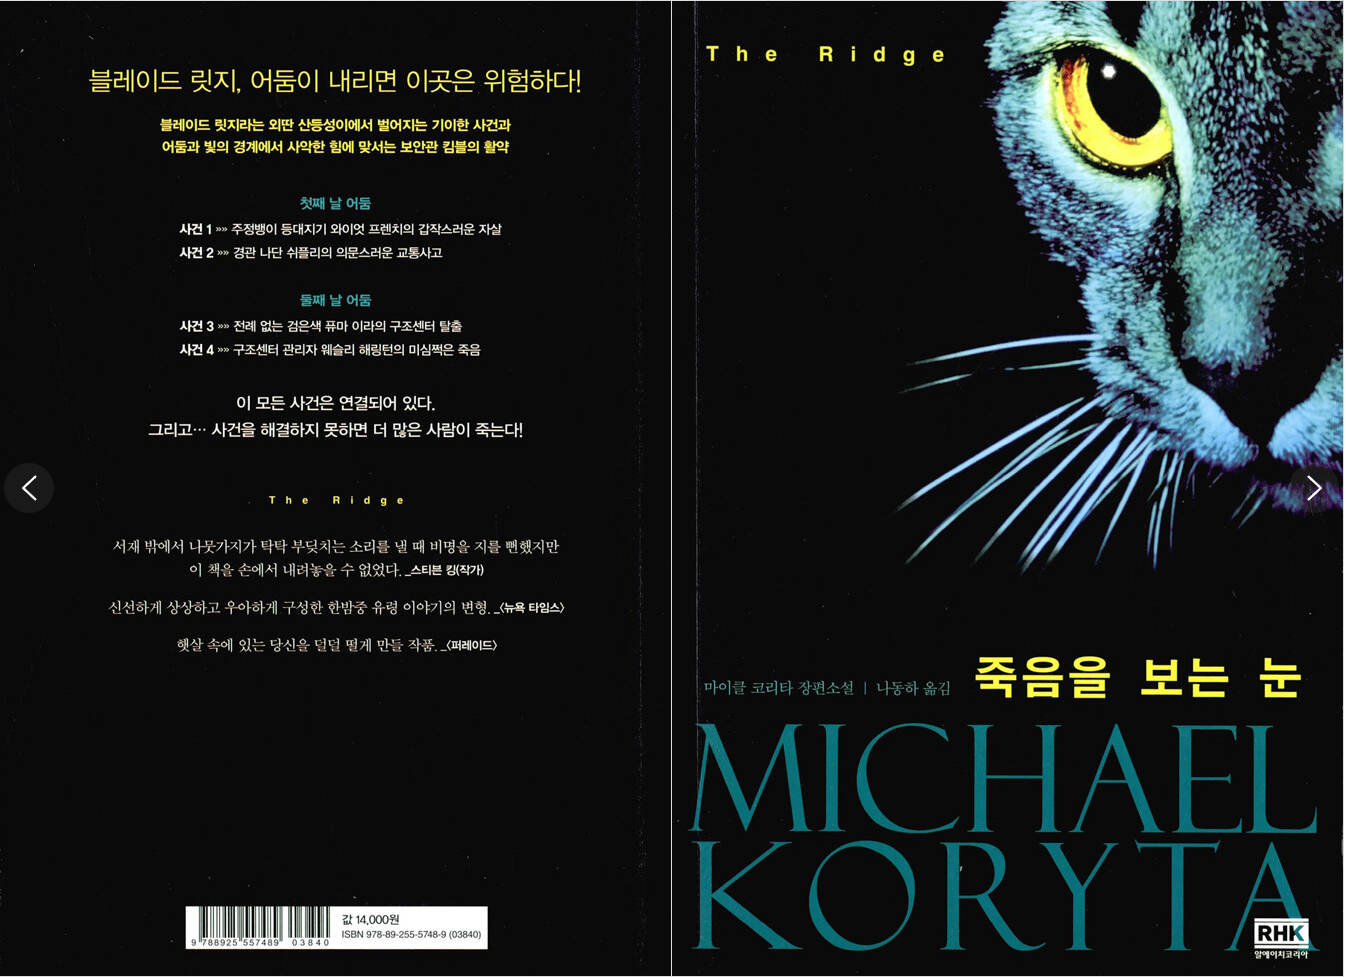 블레이드 릿지, 어둠이 내리면 이곳은 위험하다!
블레이드 릿지라는 외딴 산등성이에서 벌어지는 기이한 사건과
어둠과 빛의 경계에서 사악한 힘에 맞서는 보안관 킴블의 활약
첫째 날 어둠
사건 1 »» 주정뱅이 등대지기 와이엇 프렌치의 갑작스러운 자살
사건 2 »» 경관 나단 쉬플리의 의문스러운 교통사고
둘째 날 어둠
사건 3 »» 전례 없는 검은색 퓨마 이라의 구조센터 탈출
사건 4 »» 구조센터 관리자 웨슬리 해링턴의 미심쩍은 죽음
이 모든 사건은 연결되어 있다.
그리고… 사건을 해결하지 못하면 더 많은 사람이 죽는다!
The Ridge
서재 밖에서 나뭇가지가 탁탁 부딪치는 소리를 낼 때 비명을 지를 뻔했지만
이 책을 손에서 내려놓을 수 없었다. _스티븐 킹(작가)
신선하게 상상하고 우아하게 구성한 한밤중 유령 이야기의 변형. _〈뉴욕 타임스〉
햇살 속에 있는 당신을 덜덜 떨게 만들 작품. _〈퍼레이드〉
값 14,000원
ISBN 978-89-255-5748-9 (03840)
9 788925 557489 03840
The Ridge
마이클 코리타 장편소설 | 나동하 옮김
죽음을 보는 눈
MICHAEL
KORYTA
RHK
알에이치코리아